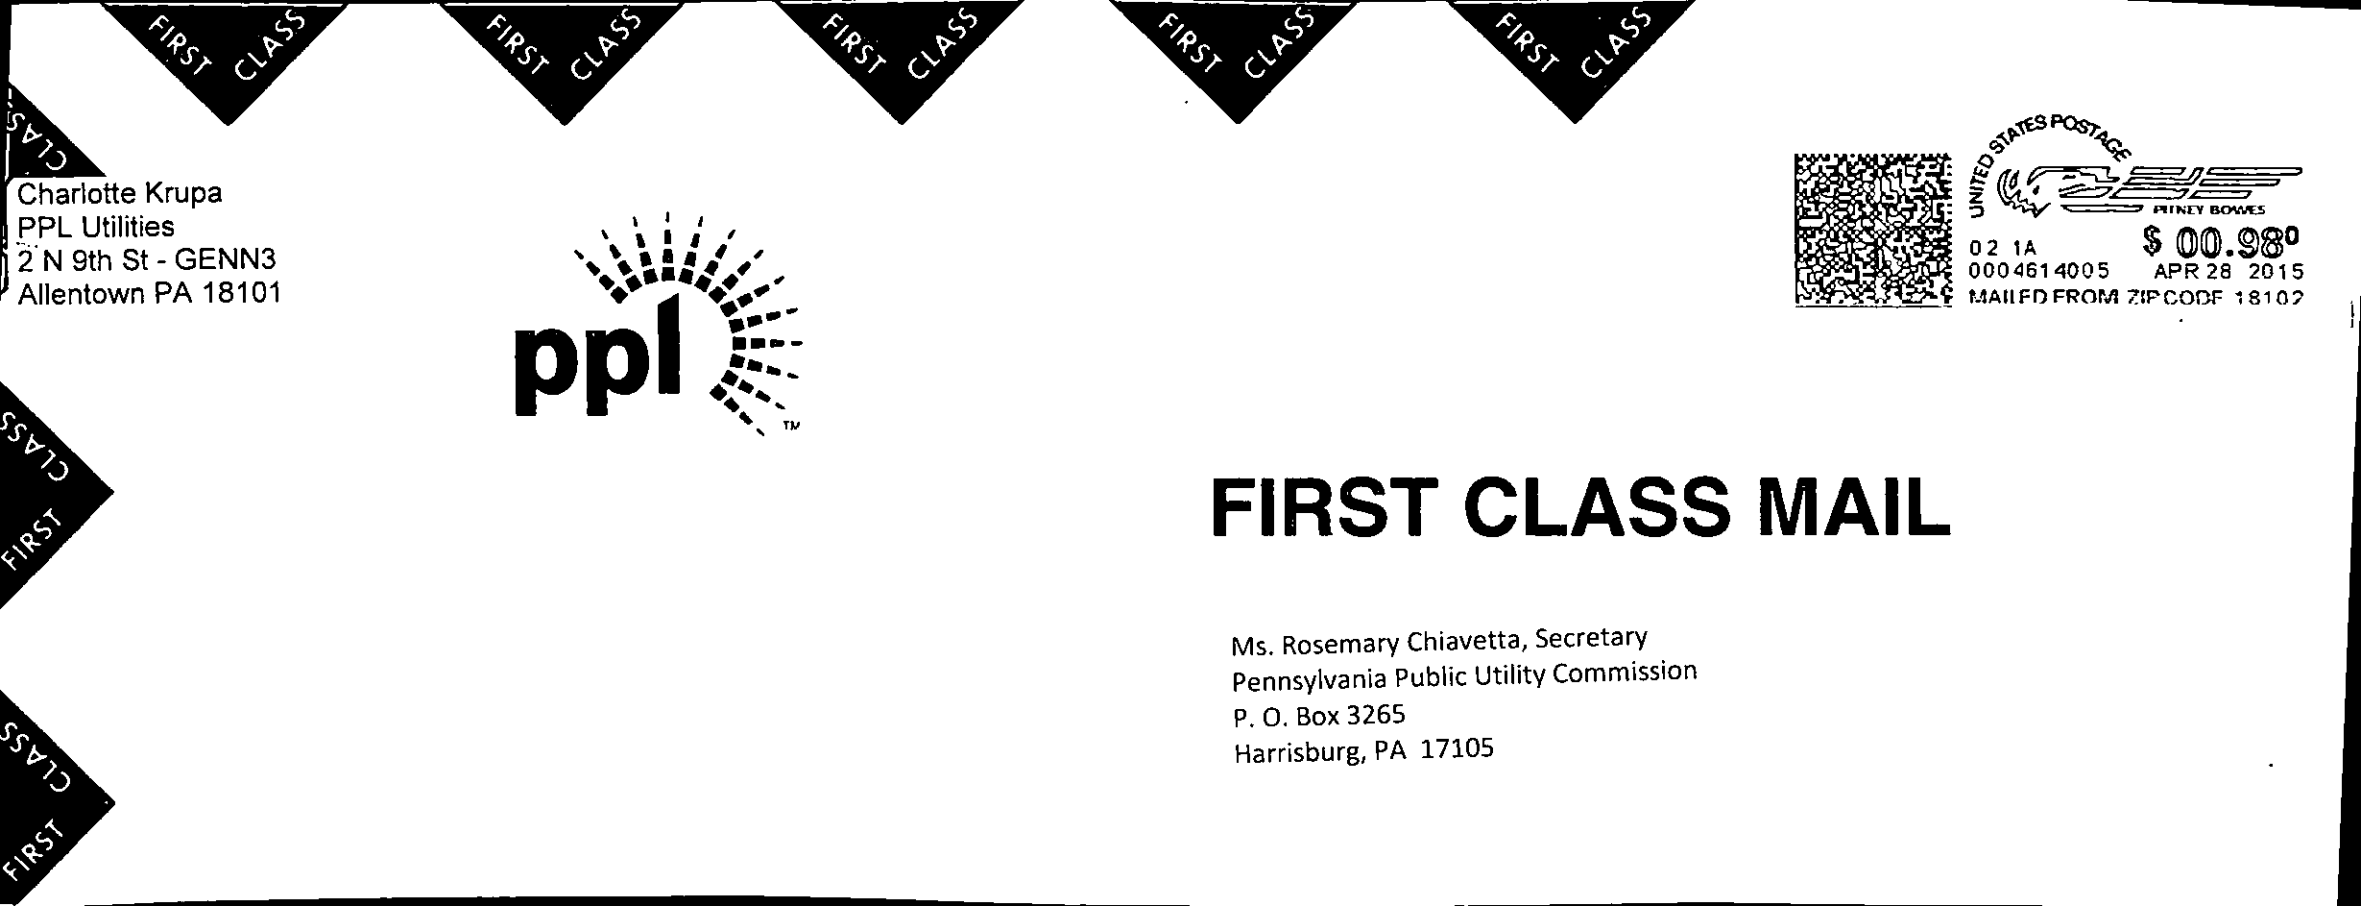 FIRST CLASS
FIRST CLASS
FIRST CLASS
FIRST CLASS
FIRST CLASS
CLASS
Charlotte Krupa
PPL Utilities
2 N 9th St - GENN3
Allentown PA 18101
ppl
TM
UNITED STATES POSTAGE
PITNEY BOWES
02 1A
$ 00.98⁰
0004614005 APR 28 2015
MAILED FROM ZIP CODE 18102
CLASS
FIRST
FIRST CLASS MAIL
Ms. Rosemary Chiavetta, Secretary
Pennsylvania Public Utility Commission
P. O. Box 3265
Harrisburg, PA 17105
CLASS
FIRST